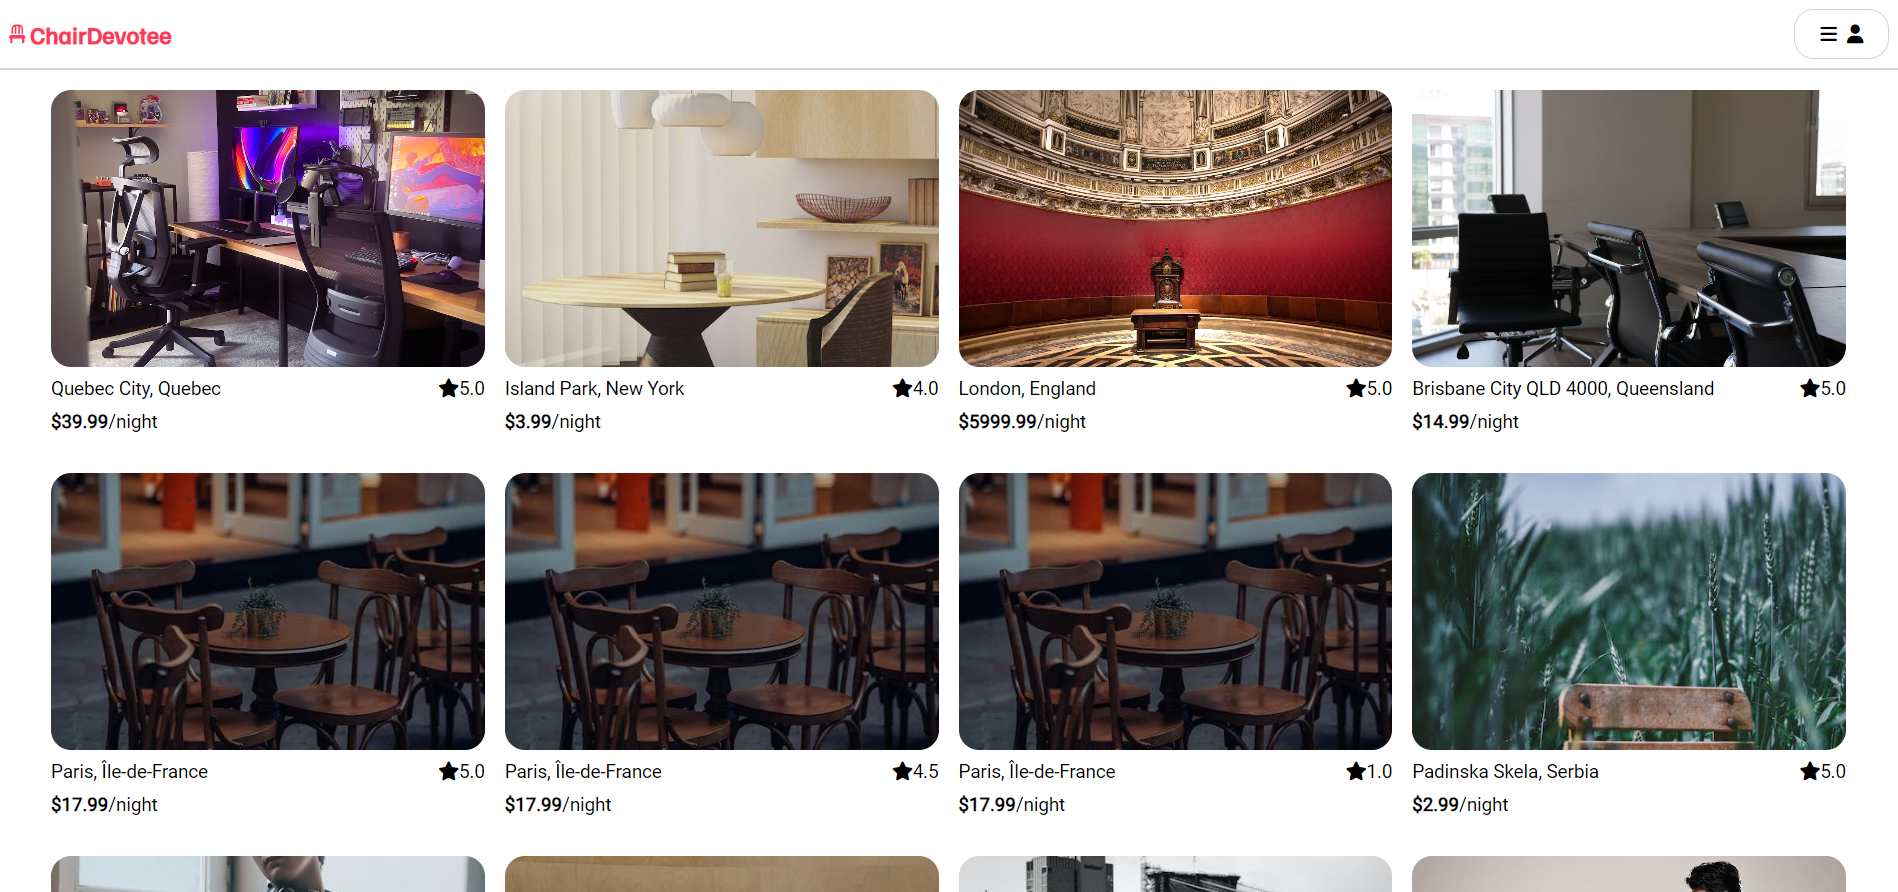 ChairDevotee
Quebec City, Quebec
5.0
$39.99/night
Island Park, New York
4.0
$3.99/night
London, England
5.0
$5999.99/night
Brisbane City QLD 4000, Queensland
5.0
$14.99/night
Paris, Île-de-France
5.0
$17.99/night
Paris, Île-de-France
4.5
$17.99/night
Paris, Île-de-France
1.0
$17.99/night
Padinska Skela, Serbia
5.0
$2.99/night